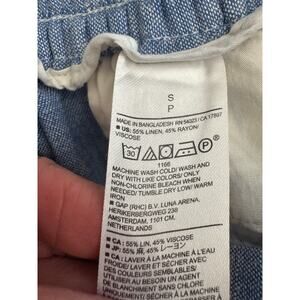 S
P
MADE IN BANGLADESH RN 54023 / CA 17897
■ US: 55% LINEN, 45% RAYON/
VISCOSE
30
P
1166
MACHINE WASH COLD/ WASH AND
DRY WITH LIKE COLORS/ ONLY
NON-CHLORINE BLEACH WHEN
NEEDED/ TUMBLE DRY LOW/ WARM
IRON
■ GAP (RHC) B.V. LUNA ARENA,
HERIKERBERGWEG 238
AMSTERDAM, 1101 CM,
NETHERLANDS
■ CA : 55% LIN, 45% VISCOSE
■ JP: 55% 麻, 45% レーヨン
■ CA : LAVER À LA MACHINE À L'EAU
FROIDE/ LAVER ET SÉCHER AVEC
DES COULEURS SEMBLABLES/
UTILISER UN AGENT
DE BLANCHIMENT SANS CHLORE